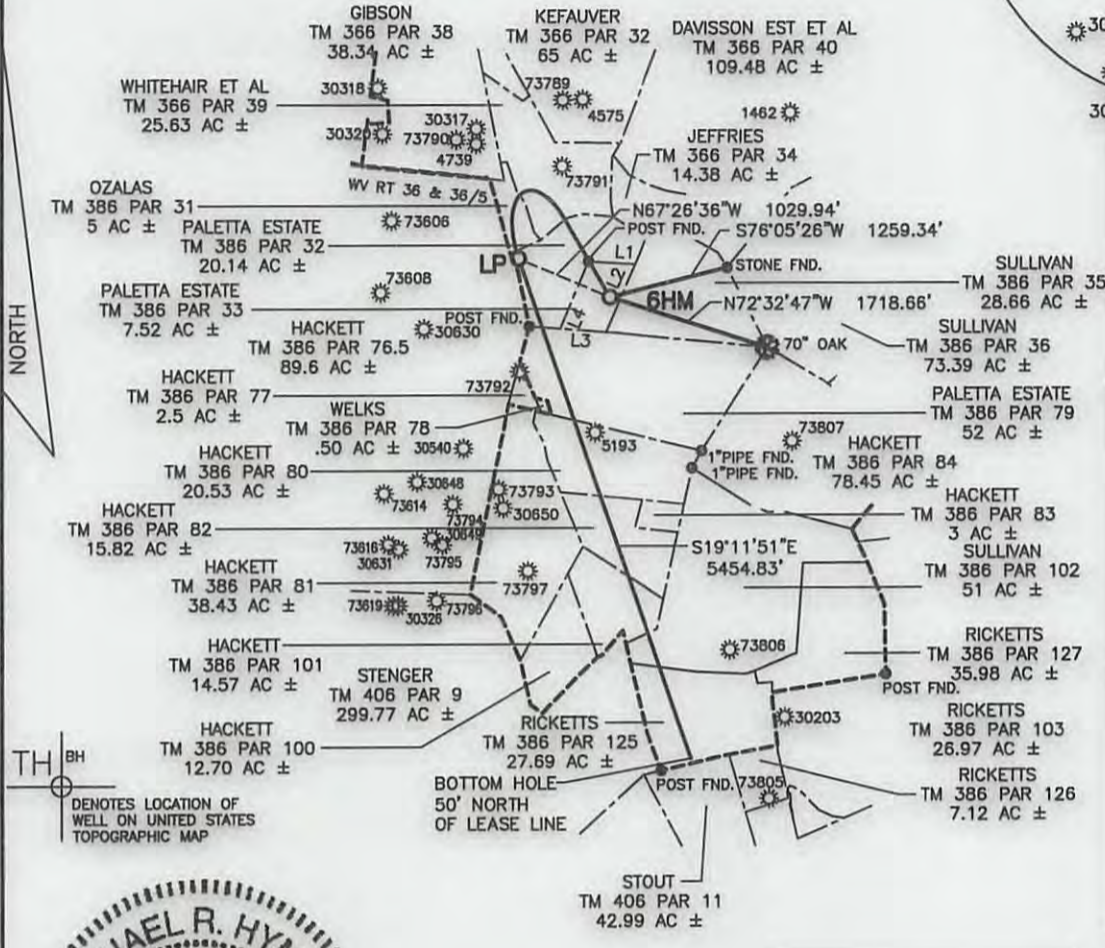 GIBSON
TM 366 PAR 38
38.34 AC ±
KEFAUVER
TM 366 PAR 32
65 AC ±
DAVISSON EST ET AL
TM 366 PAR 40
109.48 AC ±
WHITEHAIR ET AL
TM 366 PAR 39
25.63 AC ±
30318
30320
30317
73790
4739
73789
4575
1462
73791
JEFFRIES
TM 366 PAR 34
14.38 AC ±
WV RT 36 & 36/5
OZALAS
TM 386 PAR 31
5 AC ±
73606
PALETTA ESTATE
TM 386 PAR 32
20.14 AC ±
N67°26'36"W 1029.94'
POST FND.
S76°05'26"W 1259.34'
L1
STONE FND.
LP
L2
6HM
N72°32'47"W 1718.66'
SULLIVAN
TM 386 PAR 35
28.66 AC ±
NORTH
73608
PALETTA ESTATE
TM 386 PAR 33
7.52 AC ±
30630
POST FND.
L4
L3
70" OAK
SULLIVAN
TM 386 PAR 36
73.39 AC ±
HACKETT
TM 386 PAR 76.5
89.6 AC ±
HACKETT
TM 386 PAR 77
2.5 AC ±
73792
PALETTA ESTATE
TM 386 PAR 79
52 AC ±
WELKS
TM 386 PAR 78
.50 AC ±
30540
5193
73807
1"PIPE FND.
1"PIPE FND.
HACKETT
TM 386 PAR 84
78.45 AC ±
HACKETT
TM 386 PAR 80
20.53 AC ±
30648
73614
73793
73794
30650
HACKETT
TM 386 PAR 83
3 AC ±
HACKETT
TM 386 PAR 82
15.82 AC ±
30649
73616
30631
73795
S19°11'51"E
5454.83'
SULLIVAN
TM 386 PAR 102
51 AC ±
HACKETT
TM 386 PAR 81
38.43 AC ±
73797
73619
30326
73796
HACKETT
TM 386 PAR 101
14.57 AC ±
73806
RICKETTS
TM 386 PAR 127
35.98 AC ±
POST FND.
STENGER
TM 406 PAR 9
299.77 AC ±
HACKETT
TM 386 PAR 100
12.70 AC ±
RICKETTS
TM 386 PAR 125
27.69 AC ±
30203
RICKETTS
TM 386 PAR 103
26.97 AC ±
BOTTOM HOLE
50' NORTH
OF LEASE LINE
POST FND.
73805
RICKETTS
TM 386 PAR 126
7.12 AC ±
TH BH
DENOTES LOCATION OF
WELL ON UNITED STATES
TOPOGRAPHIC MAP
STOUT
TM 406 PAR 11
42.99 AC ±